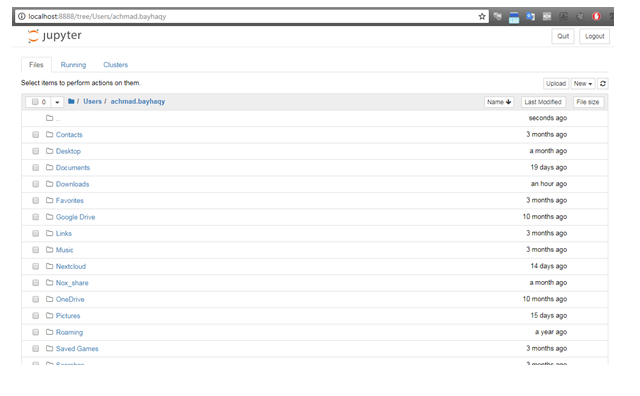 localhost:8888/tree/Users/achmad.bayhaqy
jupyter
Quit Logout
Files Running Clusters
Select items to perform actions on them.
Upload New
0 / Users / achmad.bayhaqy Name Last Modified File size
.. seconds ago
Contacts 3 months ago
Desktop a month ago
Documents 19 days ago
Downloads an hour ago
Favorites 3 months ago
Google Drive 10 months ago
Links 3 months ago
Music 3 months ago
Nextcloud 14 days ago
Nox_share a month ago
OneDrive 10 months ago
Pictures 15 days ago
Roaming a year ago
Saved Games 3 months ago
Searches 3 months ago